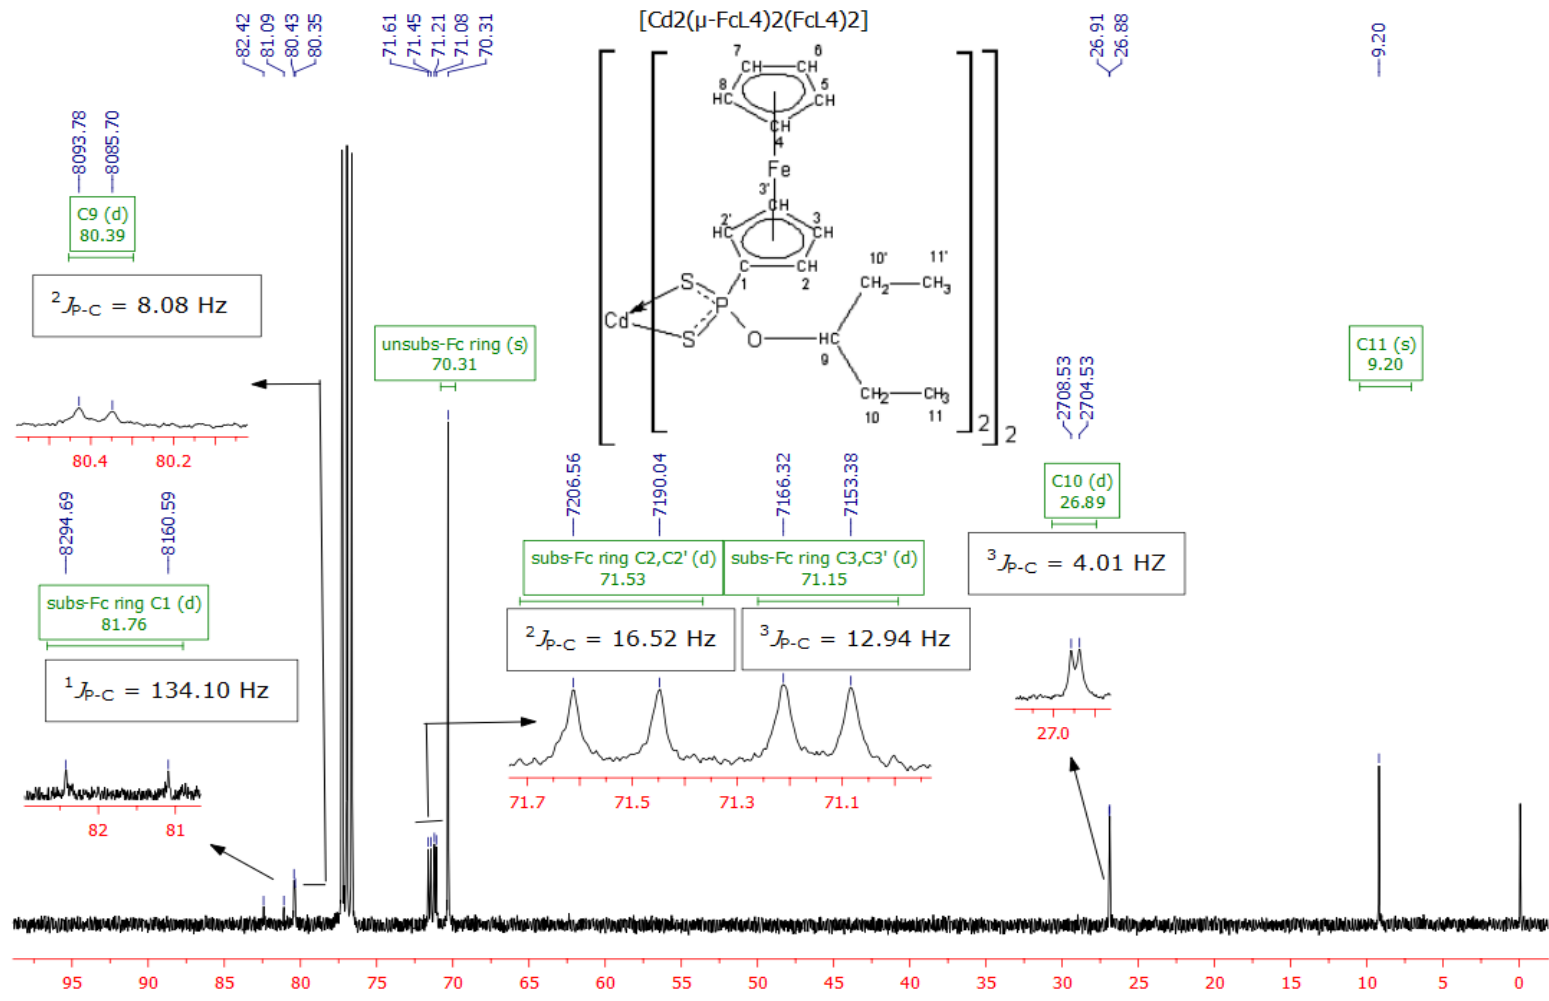 [Cd2(μ-FcL4)2(FcL4)2]
82.42
81.09
80.43
80.35
71.61
71.45
71.21
71.08
70.31
26.91
26.88
9.20
8093.78
8085.70
C9 (d)
80.39
²J_P-C = 8.08 Hz
80.4 80.2
8294.69
8160.59
subs-Fc ring C1 (d)
81.76
¹J_P-C = 134.10 Hz
82 81
unsubs-Fc ring (s)
70.31
7 6
CH HC
8 5
HC CH
CH
4
Fe
3'
CH
2' 3
HC CH
C CH
1 2
S
P
Cd
S
O
HC
9
10' 11'
CH₂ CH₃
CH₂ CH₃
10 11
2
2
7206.56
7190.04
7166.32
7153.38
subs-Fc ring C2,C2' (d)
71.53
subs-Fc ring C3,C3' (d)
71.15
²J_P-C = 16.52 Hz
³J_P-C = 12.94 Hz
71.7 71.5 71.3 71.1
2708.53
2704.53
C10 (d)
26.89
³J_P-C = 4.01 HZ
27.0
C11 (s)
9.20
95 90 85 80 75 70 65 60 55 50 45 40 35 30 25 20 15 10 5 0